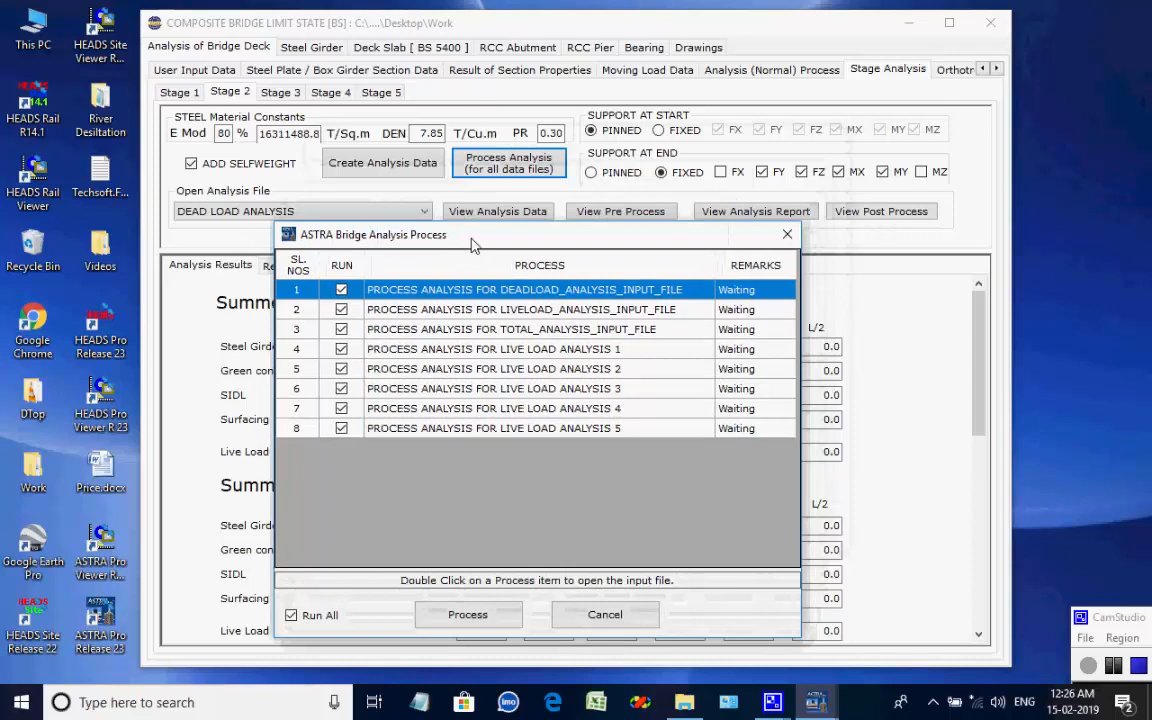 This PC
HEADS Site
Viewer R...
HEADS Rail
R14.1
River
Desiltation
HEADS Rail
Viewer
Techsoft.F...
Recycle Bin
Videos
Google
Chrome
HEADS Pro
Release 23
DTop
HEADS Pro
Viewer R 23
Work
Price.docx
Google Earth
Pro
ASTRA Pro
Viewer R...
HEADS Site
Release 22
ASTRA Pro
Release 23
COMPOSITE BRIDGE LIMIT STATE [BS] : C:\....\Desktop\Work
Analysis of Bridge Deck Steel Girder Deck Slab [ BS 5400 ] RCC Abutment RCC Pier Bearing Drawings
User Input Data Steel Plate / Box Girder Section Data Result of Section Properties Moving Load Data Analysis (Normal) Process Stage Analysis Orthotr
Stage 1 Stage 2 Stage 3 Stage 4 Stage 5
STEEL Material Constants
E Mod 80 % 16311488.8 T/Sq.m DEN 7.85 T/Cu.m PR 0.30
SUPPORT AT START
PINNED FIXED FX FY FZ MX MY MZ
SUPPORT AT END
PINNED FIXED FX FY FZ MX MY MZ
ADD SELFWEIGHT Create Analysis Data Process Analysis
(for all data files)
Open Analysis File
DEAD LOAD ANALYSIS View Analysis Data View Pre Process View Analysis Report View Post Process
Analysis Results Re
ASTRA Bridge Analysis Process
SL.
NOS RUN PROCESS REMARKS
1 PROCESS ANALYSIS FOR DEADLOAD_ANALYSIS_INPUT_FILE Waiting
2 PROCESS ANALYSIS FOR LIVELOAD_ANALYSIS_INPUT_FILE Waiting
3 PROCESS ANALYSIS FOR TOTAL_ANALYSIS_INPUT_FILE Waiting
4 PROCESS ANALYSIS FOR LIVE LOAD ANALYSIS 1 Waiting
5 PROCESS ANALYSIS FOR LIVE LOAD ANALYSIS 2 Waiting
6 PROCESS ANALYSIS FOR LIVE LOAD ANALYSIS 3 Waiting
7 PROCESS ANALYSIS FOR LIVE LOAD ANALYSIS 4 Waiting
8 PROCESS ANALYSIS FOR LIVE LOAD ANALYSIS 5 Waiting
Double Click on a Process item to open the input file.
Run All Process Cancel
Summ
L/2
Steel Gird 0.0
Green con 0.0
SIDL 0.0
Surfacing 0.0
Live Load 0.0
Summ
L/2
Steel Gird 0.0
Green con 0.0
SIDL 0.0
Surfacing 0.0
Live Load 0.0
CamStudio
File Region
Type here to search
imo
ENG
12:26 AM
15-02-2019
2